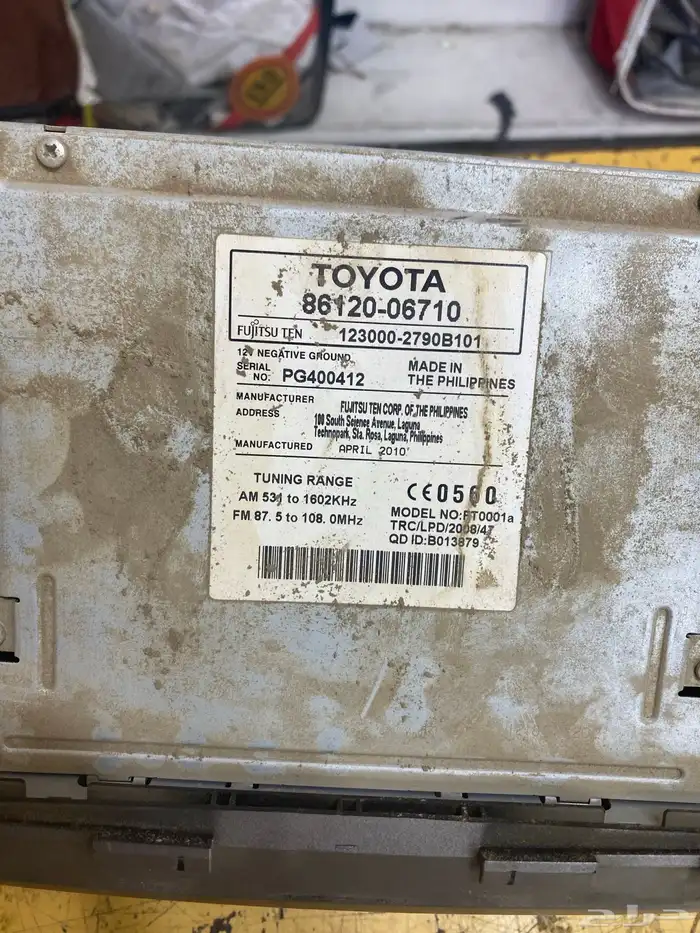 TOYOTA
86120-06710
FUJITSU TEN 123000-2790B101
12V NEGATIVE GROUND
SERIAL NO: PG400412
MADE IN THE PHILIPPINES
MANUFACTURER FUJITSU TEN CORP. OF THE PHILIPPINES
ADDRESS 100 South Science Avenue, Laguna
Technopark, Sta. Rosa, Laguna, Philippines
MANUFACTURED APRIL 2010
TUNING RANGE
AM 531 to 1602KHz
FM 87.5 to 108.0MHz
CE0560
MODEL NO:FT0001a
TRC/LPD/2008/47
QD ID:B013879